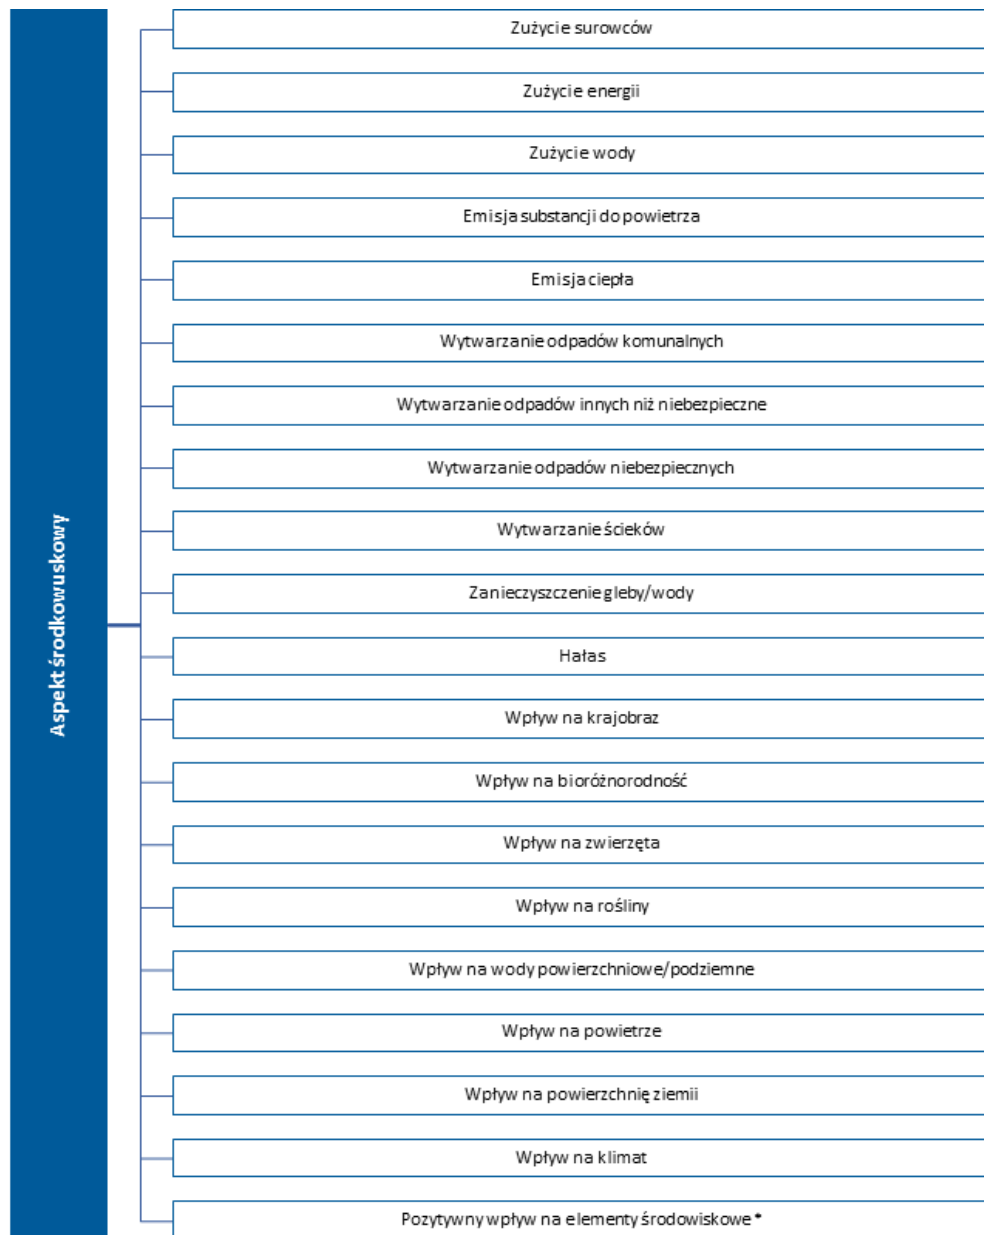 Aspekt środkowuskowy
Zużycie surowców
Zużycie energii
Zużycie wody
Emisja substancji do powietrza
Emisja ciepła
Wytwarzanie odpadów komunalnych
Wytwarzanie odpadów innych niż niebezpieczne
Wytwarzanie odpadów niebezpiecznych
Wytwarzanie ścieków
Zanieczyszczenie gleby/wody
Hałas
Wpływ na krajobraz
Wpływ na bioróżnorodność
Wpływ na zwierzęta
Wpływ na rośliny
Wpływ na wody powierzchniowe/podziemne
Wpływ na powietrze
Wpływ na powierzchnię ziemii
Wpływ na klimat
Pozytywny wpływ na elementy środowiskowe *